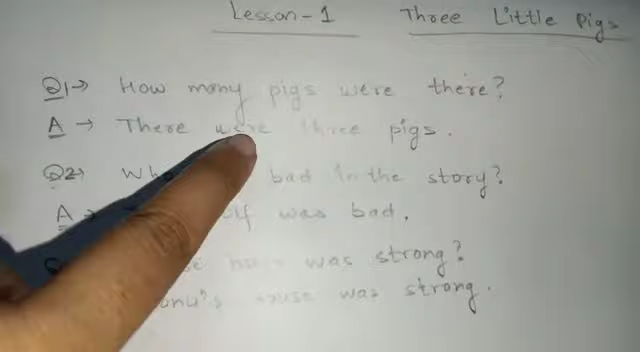 Lesson-1 Three Little Pigs
Q1→ How many pigs were there?
A → There were three pigs.
Q2→ bad in the story?
A → was bad.
was strong?
was strong.